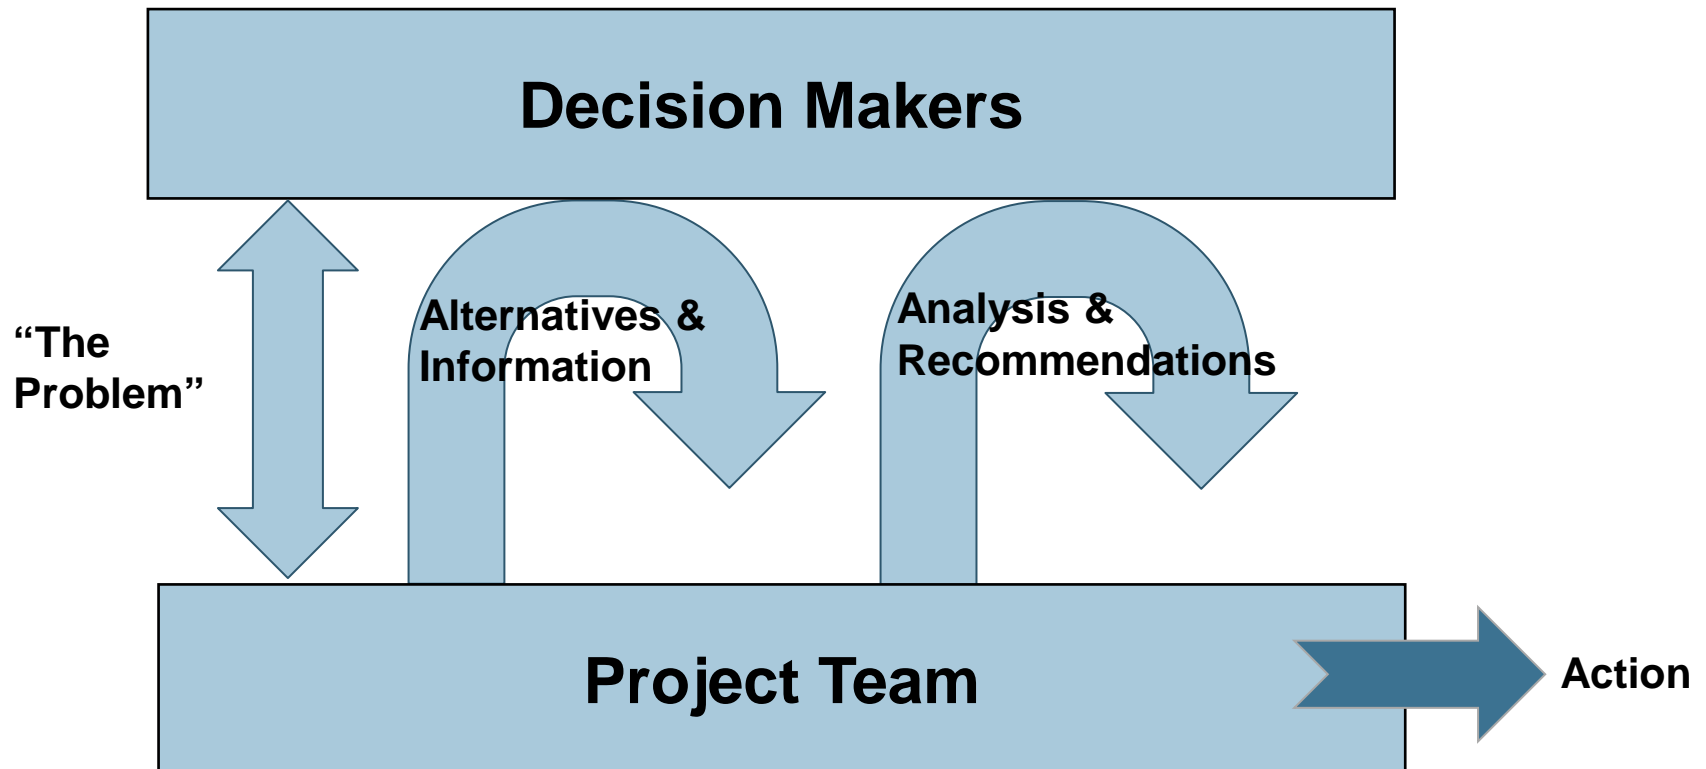 Decision Makers
“The
Problem”
Alternatives &
Information
Analysis &
Recommendations
Project Team
Action